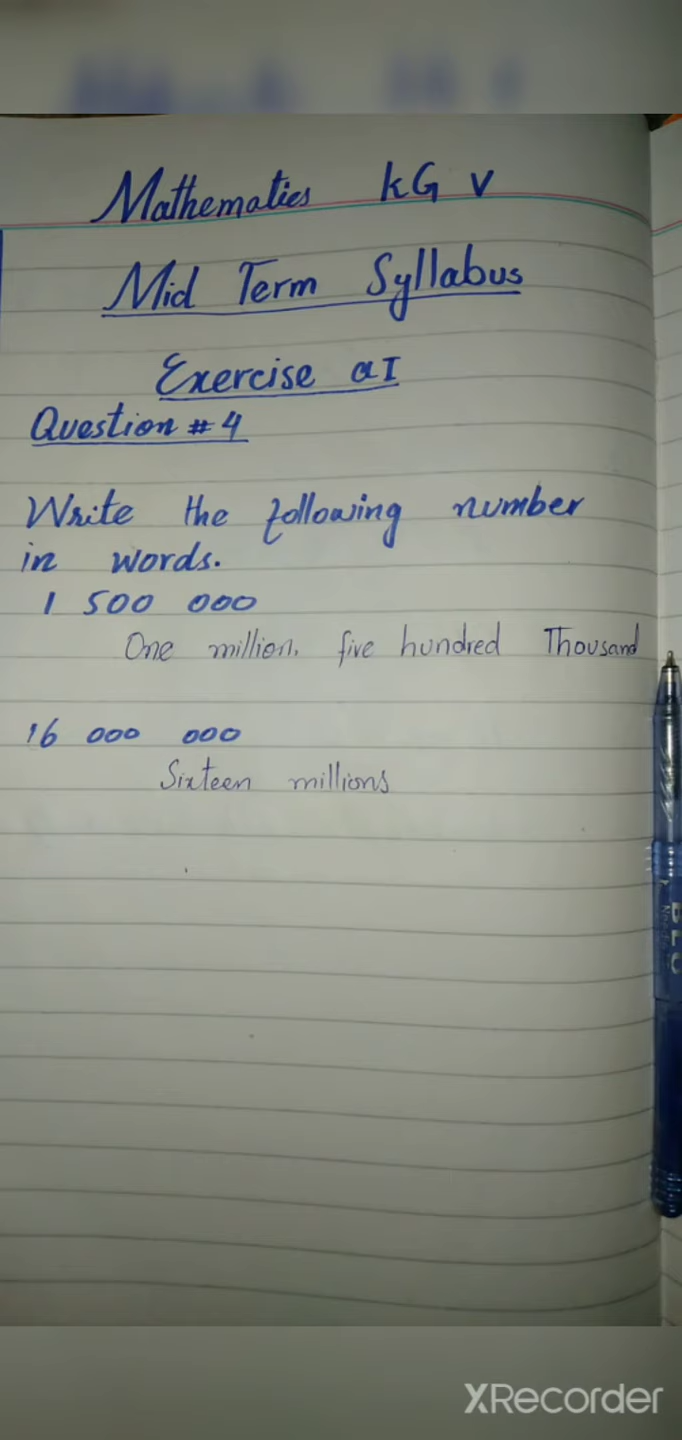 Mathematics KG V
Mid Term Syllabus
Exercise a I
Question # 4
Write the following number
in words.
1 500 000
One million, five hundred Thousand
16 000 000
Sixteen millions
XRecorder